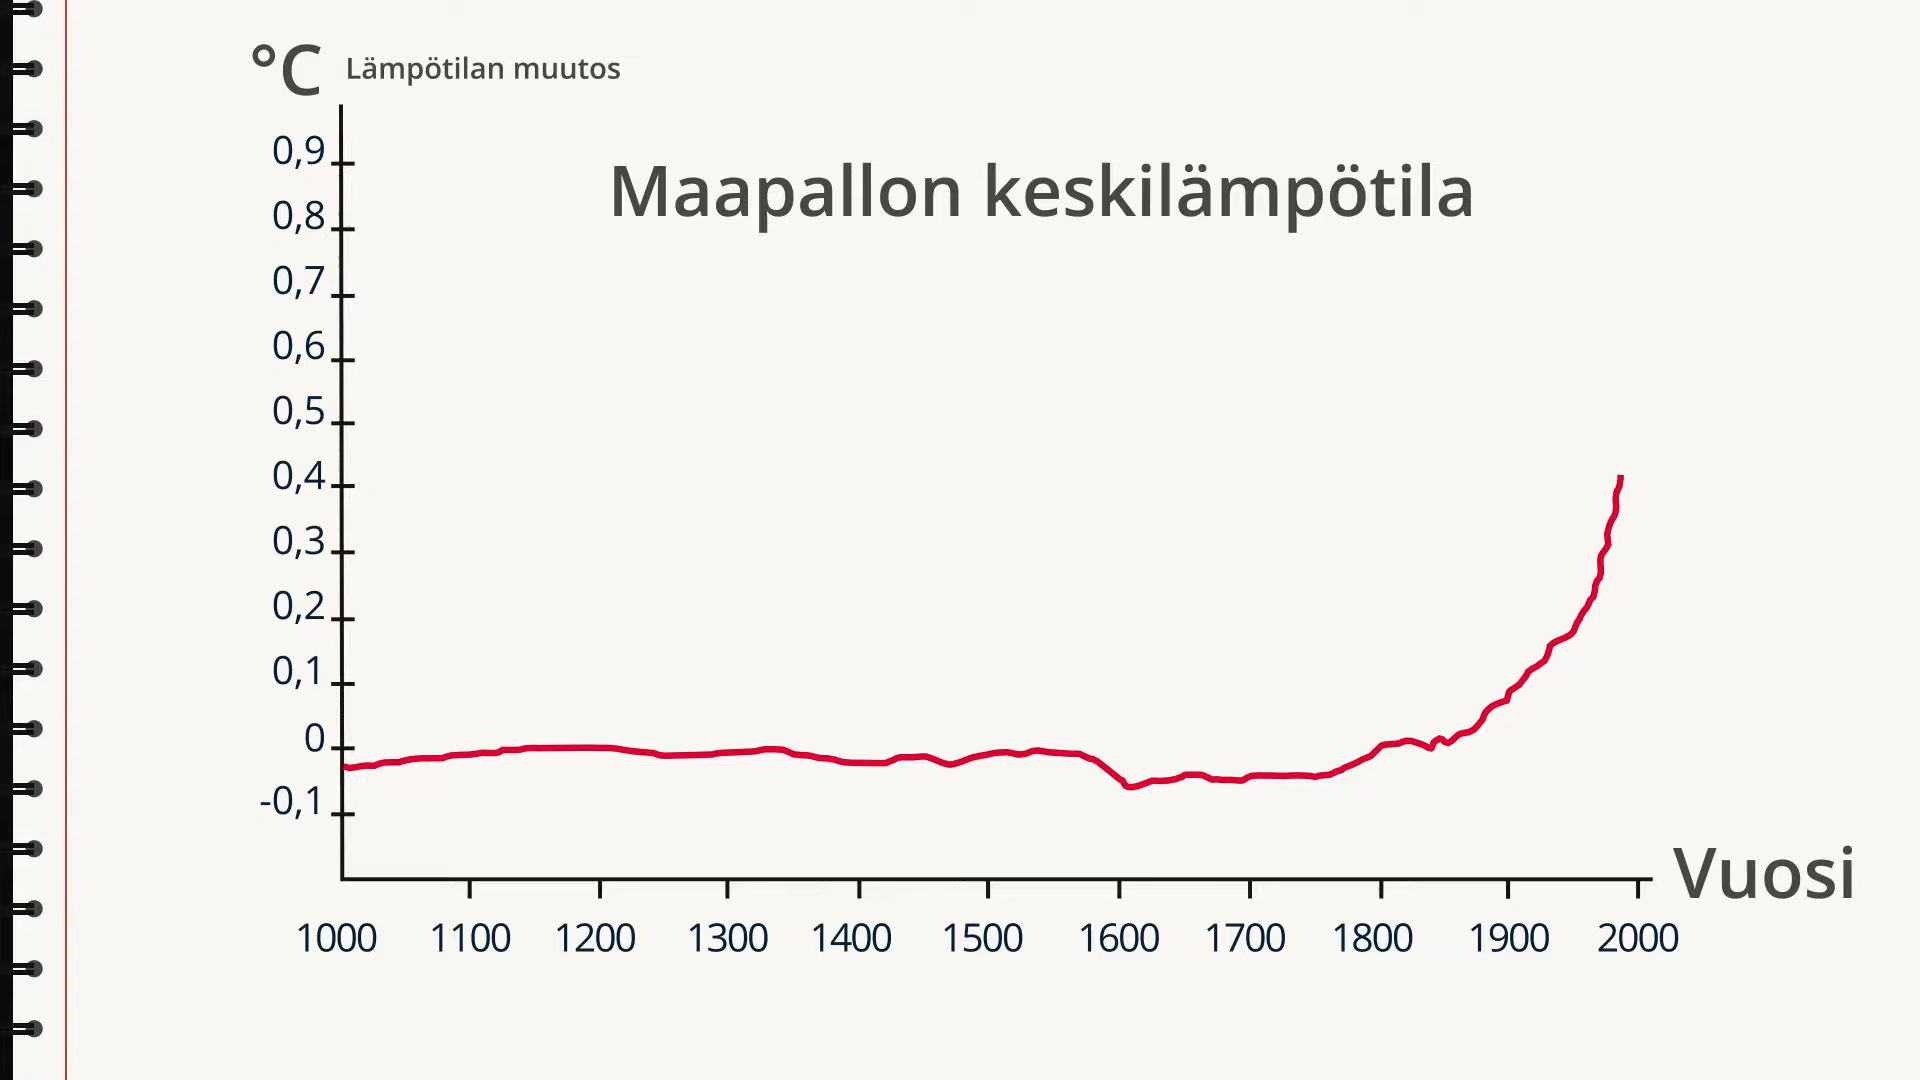 °C Lämpötilan muutos
Maapallon keskilämpötila
0,9
0,8
0,7
0,6
0,5
0,4
0,3
0,2
0,1
0
-0,1
Vuosi
1000 1100 1200 1300 1400 1500 1600 1700 1800 1900 2000